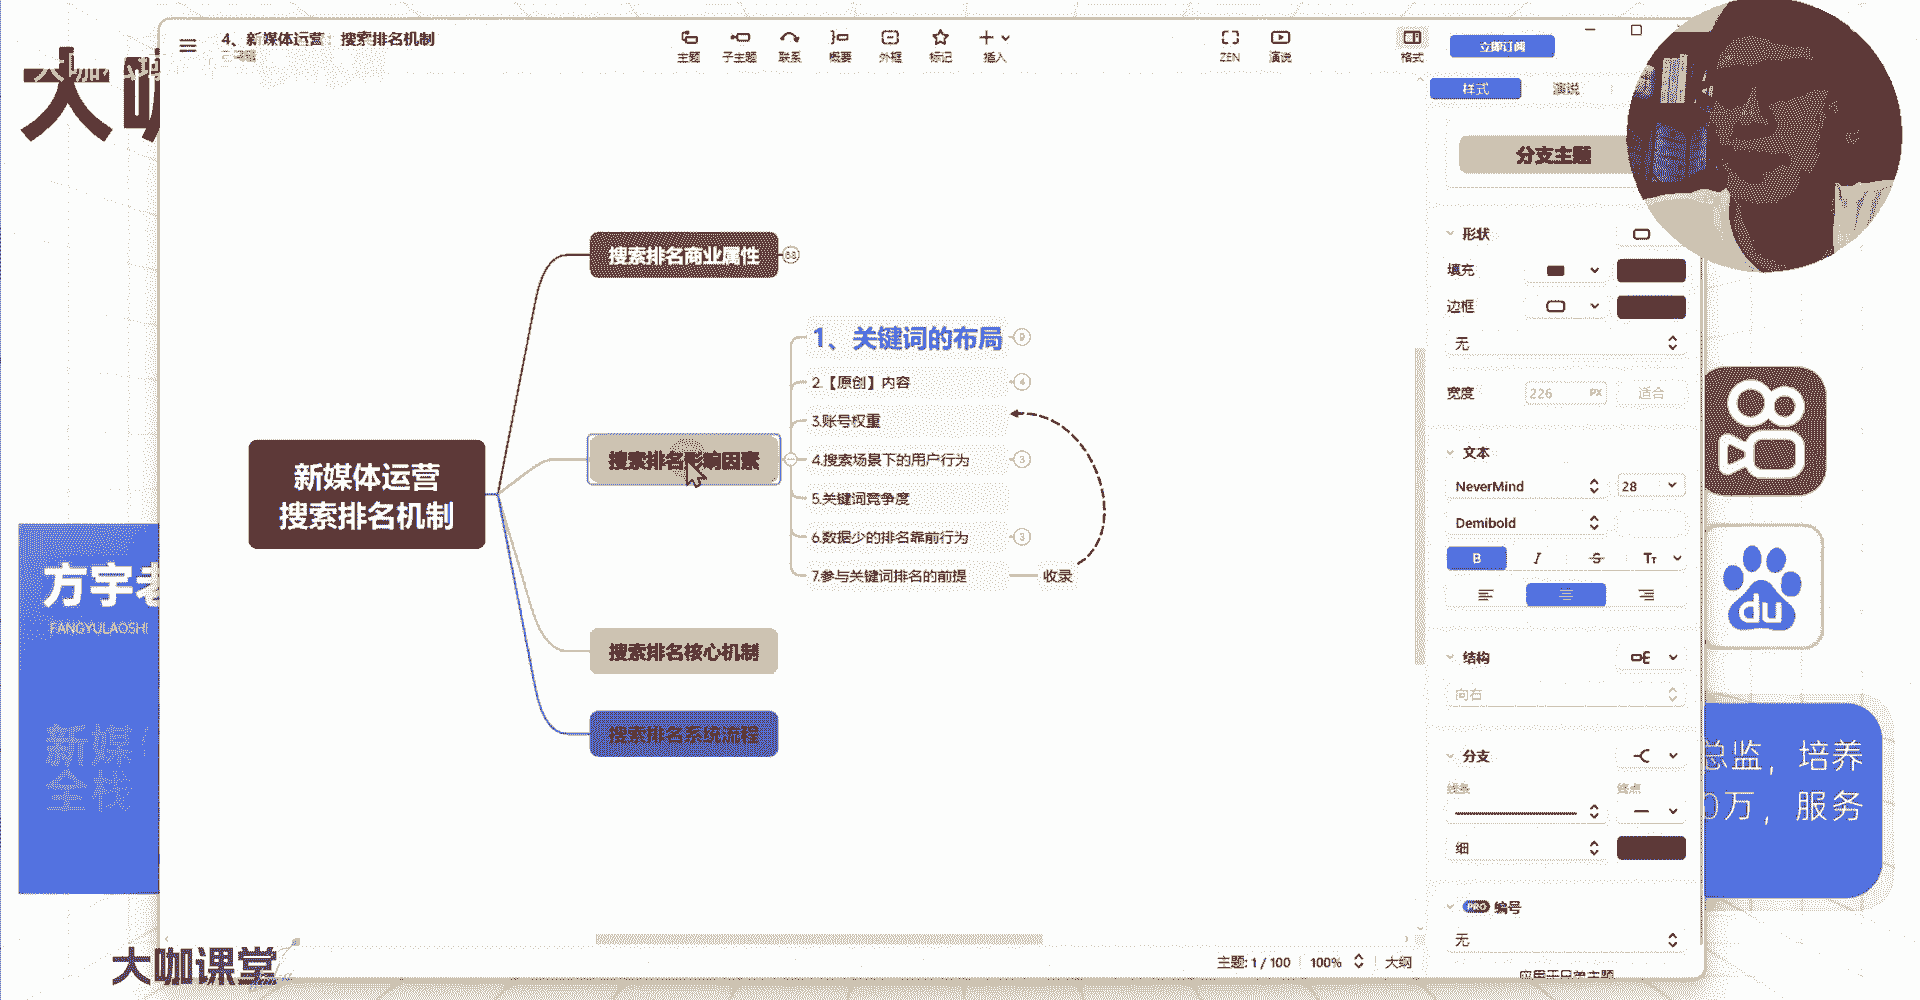 4、新媒体运营：搜索排名机制
主题
子主题
联系
概要
外框
标记
插入
ZEN
演说
格式
立即订阅
样式
演说
分支主题
形状
填充
边框
无
宽度
226
PX
适合
文本
NeverMind
28
Demibold
B
I
S
Tт
结构
向右
分支
线条
终点
细
PRO
编号
无
搜索排名商业属性
1、关键词的布局
9
2.【原创】内容
4
3.账号权重
搜索排名影响因素
4.搜索场景下的用户行为
3
5.关键词竞争度
6.数据少的排名靠前行为
3
7.参与关键词排名的前提
收录
新媒体运营
搜索排名机制
搜索排名核心机制
搜索排名系统流程
主题: 1 / 100
100%
大纲
大
方宇老
FANGYULAOSHI
新媒
全栈
du
总监，培养
0万，服务
大咖课堂